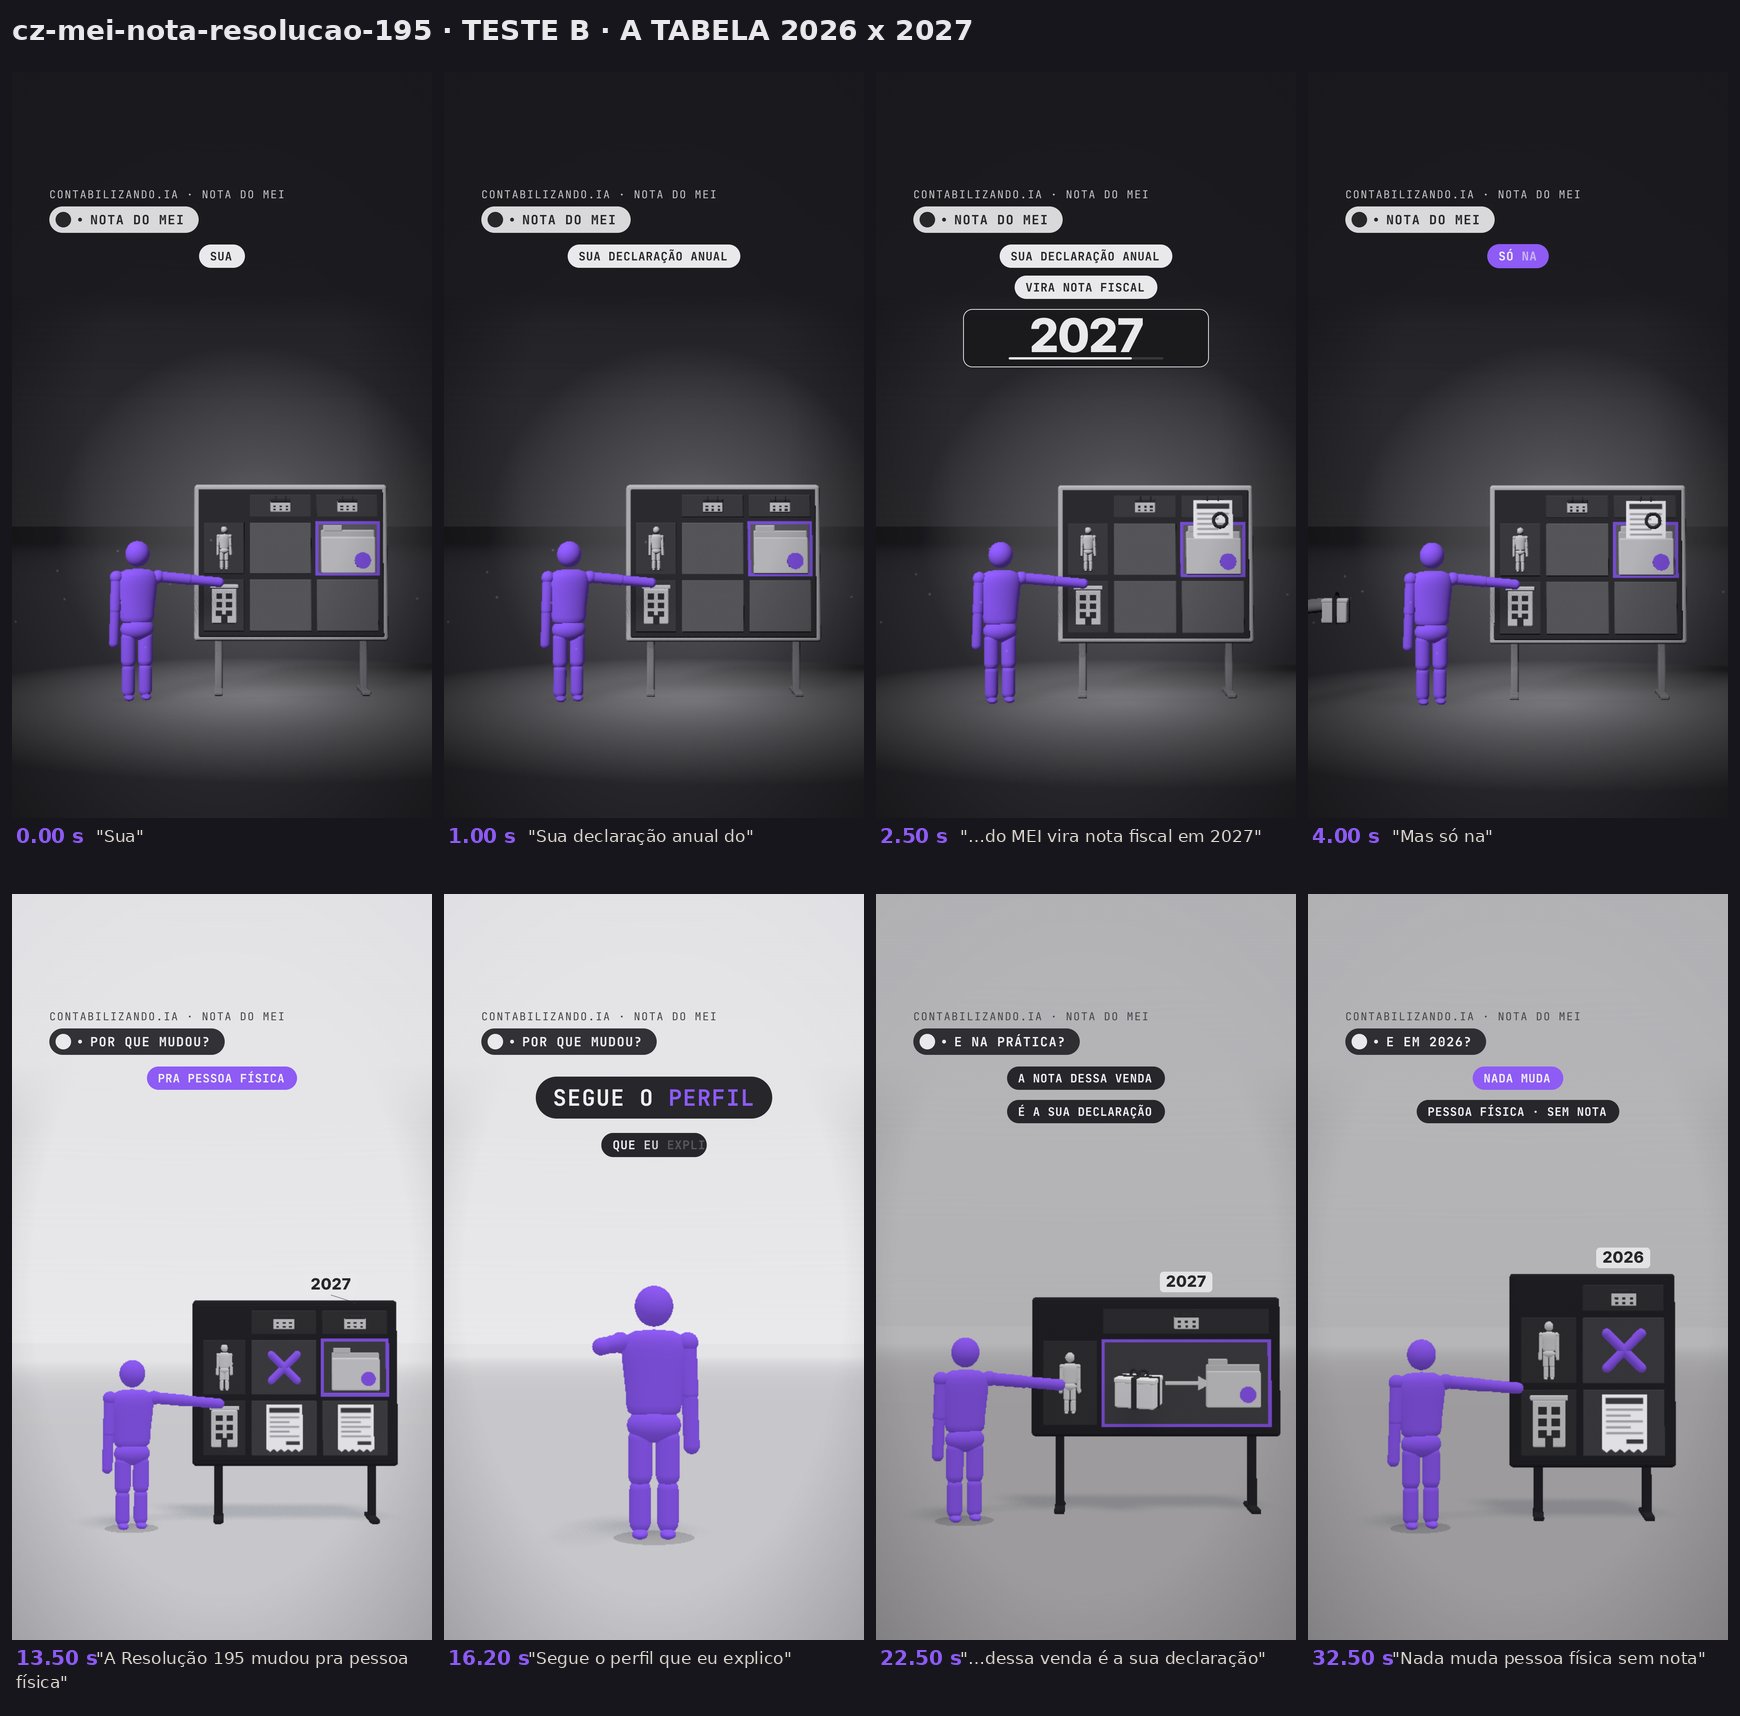 cz-mei-nota-resolucao-195 · TESTE B · A TABELA 2026 x 2027
CONTABILIZANDO.IA · NOTA DO MEI
• NOTA DO MEI
SUA
0.00 s "Sua"
CONTABILIZANDO.IA · NOTA DO MEI
• NOTA DO MEI
SUA DECLARAÇÃO ANUAL
1.00 s "Sua declaração anual do"
CONTABILIZANDO.IA · NOTA DO MEI
• NOTA DO MEI
SUA DECLARAÇÃO ANUAL
VIRA NOTA FISCAL
2027
2.50 s "...do MEI vira nota fiscal em 2027"
CONTABILIZANDO.IA · NOTA DO MEI
• NOTA DO MEI
SÓ NA
4.00 s "Mas só na"
CONTABILIZANDO.IA · NOTA DO MEI
• POR QUE MUDOU?
PRA PESSOA FÍSICA
2027
13.50 s "A Resolução 195 mudou pra pessoa
física"
CONTABILIZANDO.IA · NOTA DO MEI
• POR QUE MUDOU?
SEGUE O PERFIL
QUE EU EXPLI
16.20 s "Segue o perfil que eu explico"
CONTABILIZANDO.IA · NOTA DO MEI
• E NA PRÁTICA?
A NOTA DESSA VENDA
É A SUA DECLARAÇÃO
2027
22.50 s "...dessa venda é a sua declaração"
CONTABILIZANDO.IA · NOTA DO MEI
• E EM 2026?
NADA MUDA
PESSOA FÍSICA · SEM NOTA
2026
32.50 s "Nada muda pessoa física sem nota"